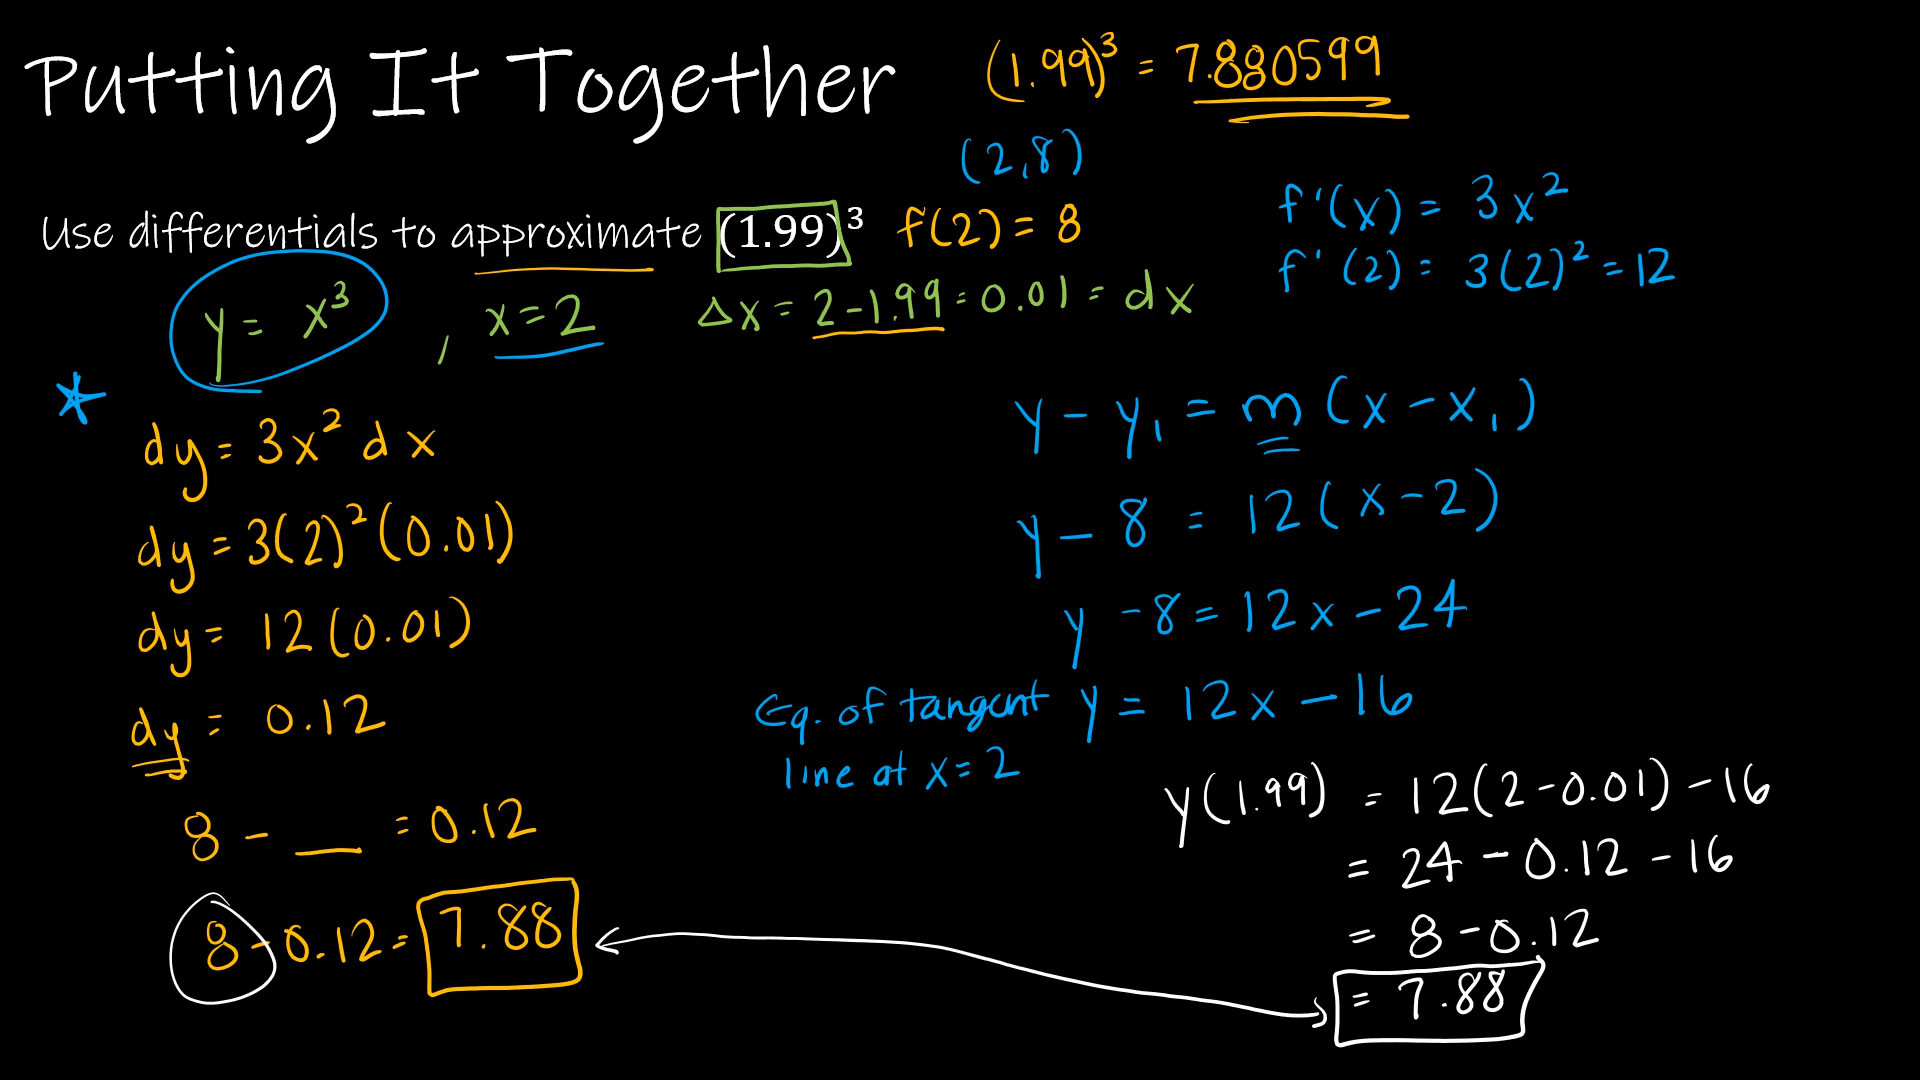 Putting It Together
(1.99)³ = 7.880599
(2,8)
Use differentials to approximate (1.99)³ f(2) = 8
f'(x) = 3x²
f'(2) = 3(2)² = 12
y = x³ , x = 2 Δx = 2 - 1.99 = 0.01 = dx
dy = 3x² dx
dy = 3(2)² (0.01)
dy = 12(0.01)
dy = 0.12
8 - __ = 0.12
8 - 0.12 = 7.88
y - y₁ = m (x - x₁)
y - 8 = 12(x - 2)
y - 8 = 12x - 24
Eq. of tangent y = 12x - 16
line at x = 2
y(1.99) = 12(2 - 0.01) - 16
= 24 - 0.12 - 16
= 8 - 0.12
= 7.88